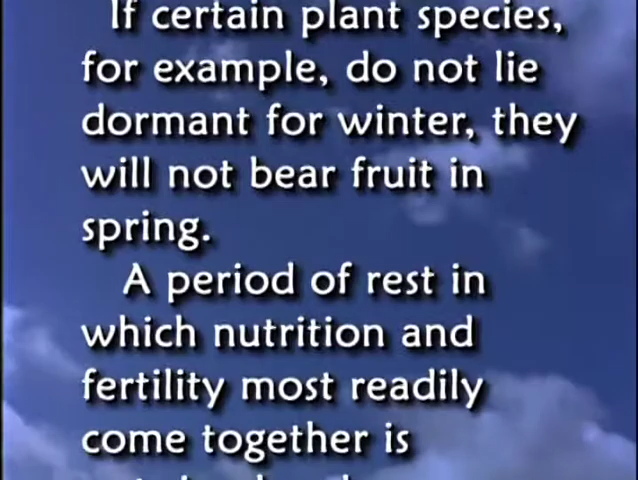 If certain plant species,
for example, do not lie
dormant for winter, they
will not bear fruit in
spring.
A period of rest in
which nutrition and
fertility most readily
come together is